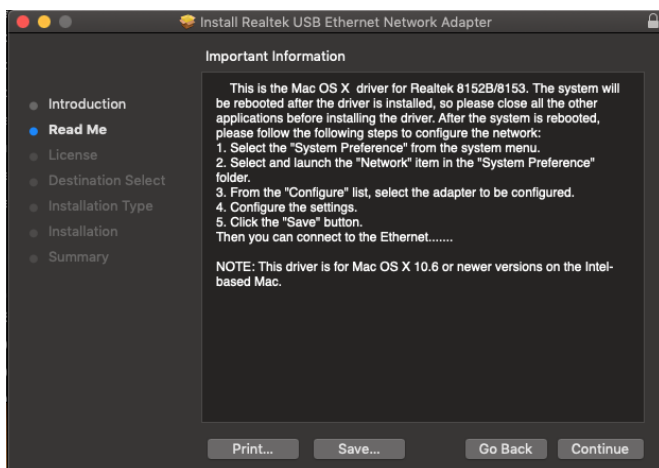 Install Realtek USB Ethernet Network Adapter
Important Information
Introduction
Read Me
License
Destination Select
Installation Type
Installation
Summary
This is the Mac OS X driver for Realtek 8152B/8153. The system will
be rebooted after the driver is installed, so please close all the other
applications before installing the driver. After the system is rebooted,
please follow the following steps to configure the network:
1. Select the "System Preference" from the system menu.
2. Select and launch the "Network" item in the "System Preference"
folder.
3. From the "Configure" list, select the adapter to be configured.
4. Configure the settings.
5. Click the "Save" button.
Then you can connect to the Ethernet.......
NOTE: This driver is for Mac OS X 10.6 or newer versions on the Intel-
based Mac.
Print...
Save...
Go Back
Continue